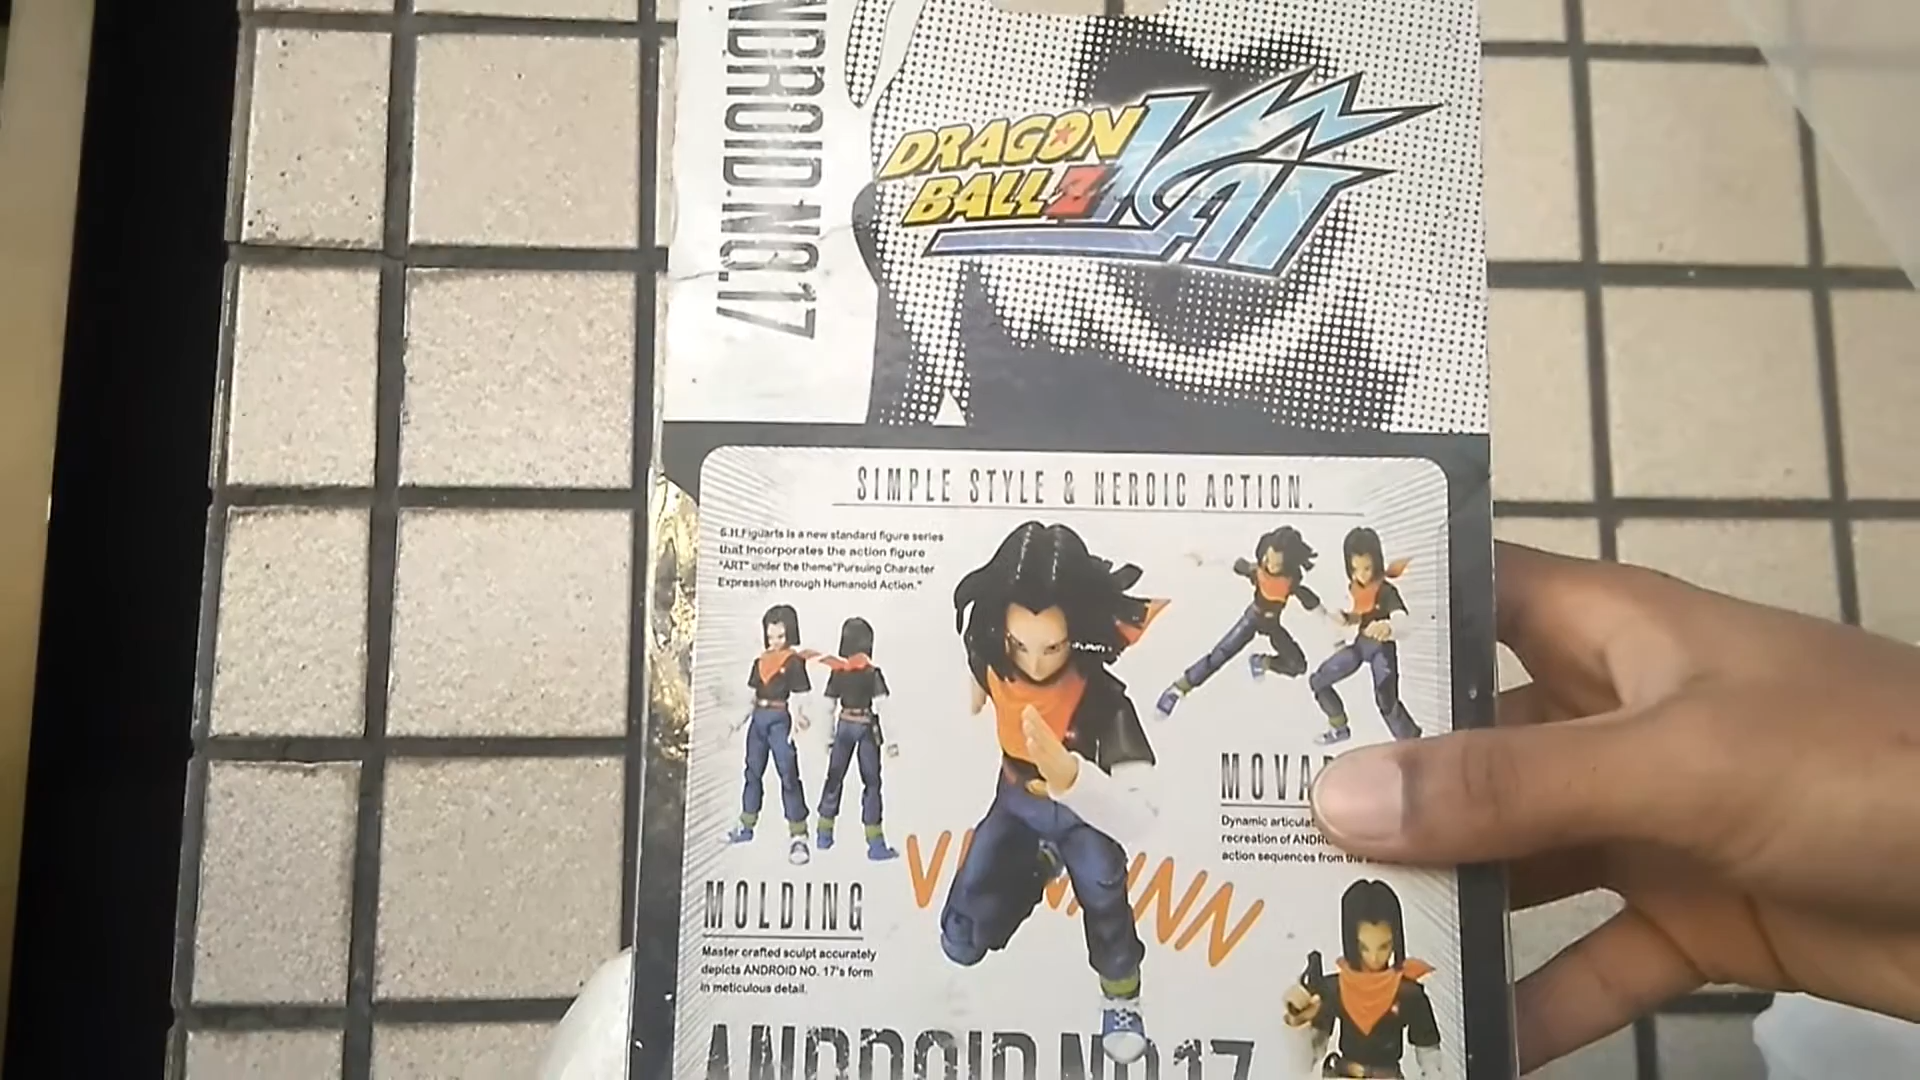 DRAGON
BALL Z KAI
SIMPLE STYLE & HEROIC ACTION.
S.H.Figuarts is a new standard figure series
that incorporates the action figure
"ART" under the theme"Pursuing Character
Expression through Humanoid Action."
MOLDING
Master crafted sculpt accurately
depicts ANDROID NO. 17's form
in meticulous detail.
Dynamic
recreation of
action sequences from the
ANDROID NO.17